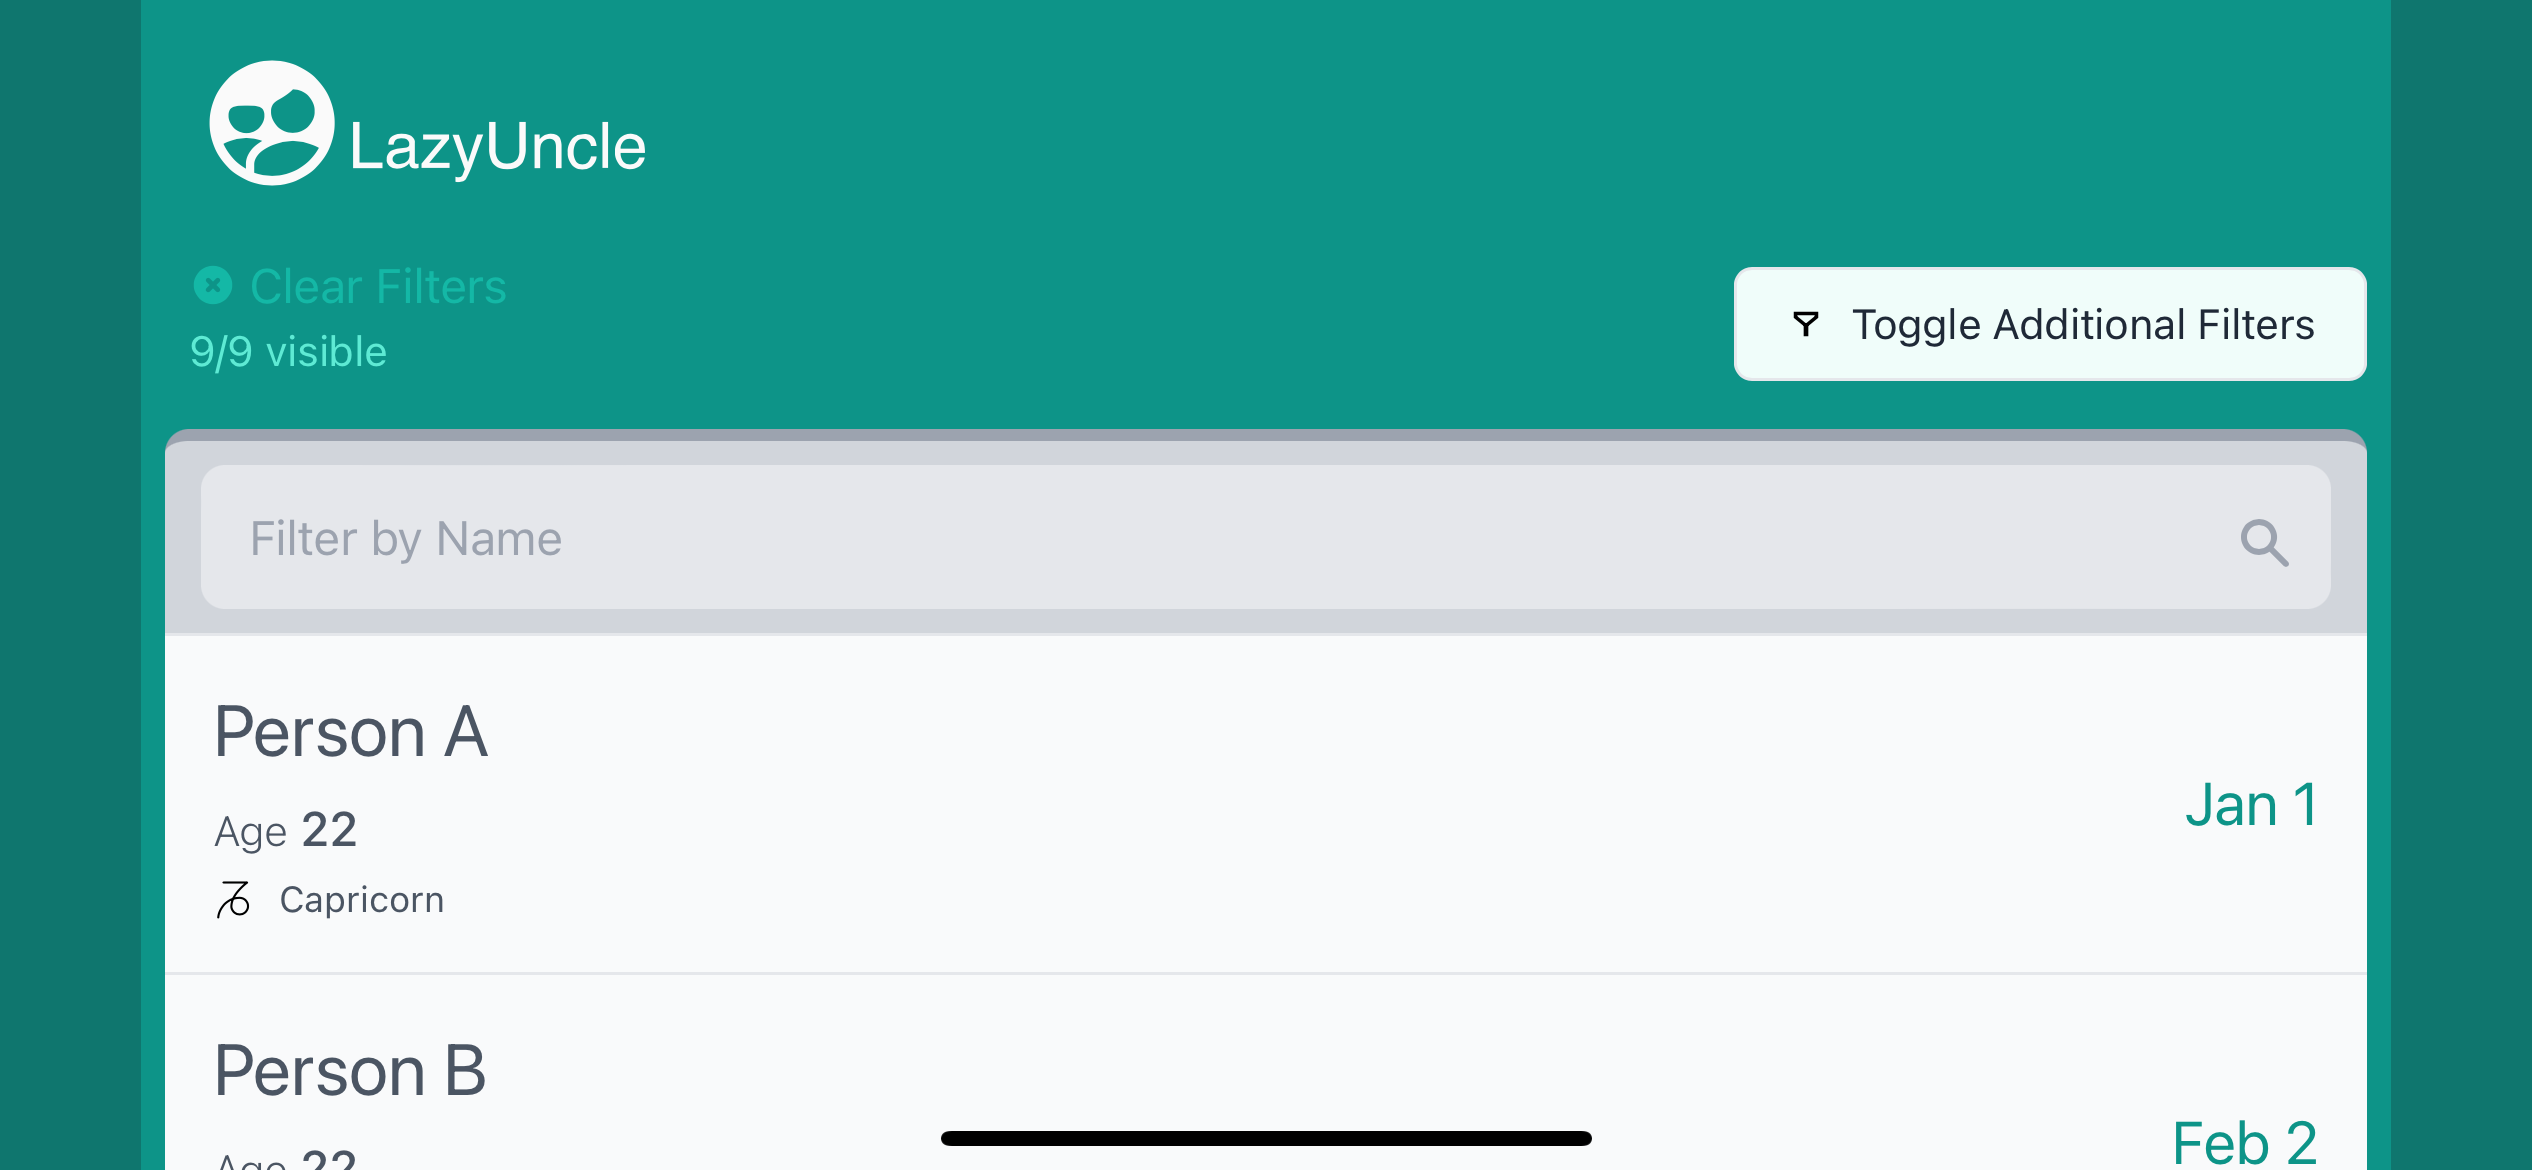 LazyUncle
Clear Filters
9/9 visible
Toggle Additional Filters
Filter by Name
Person A
Age 22
Capricorn
Jan 1
Person B
Age 22
Feb 2